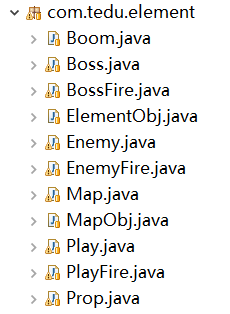 com.tedu.element
Boom.java
Boss.java
BossFire.java
ElementObj.java
Enemy.java
EnemyFire.java
Map.java
MapObj.java
Play.java
PlayFire.java
Prop.java